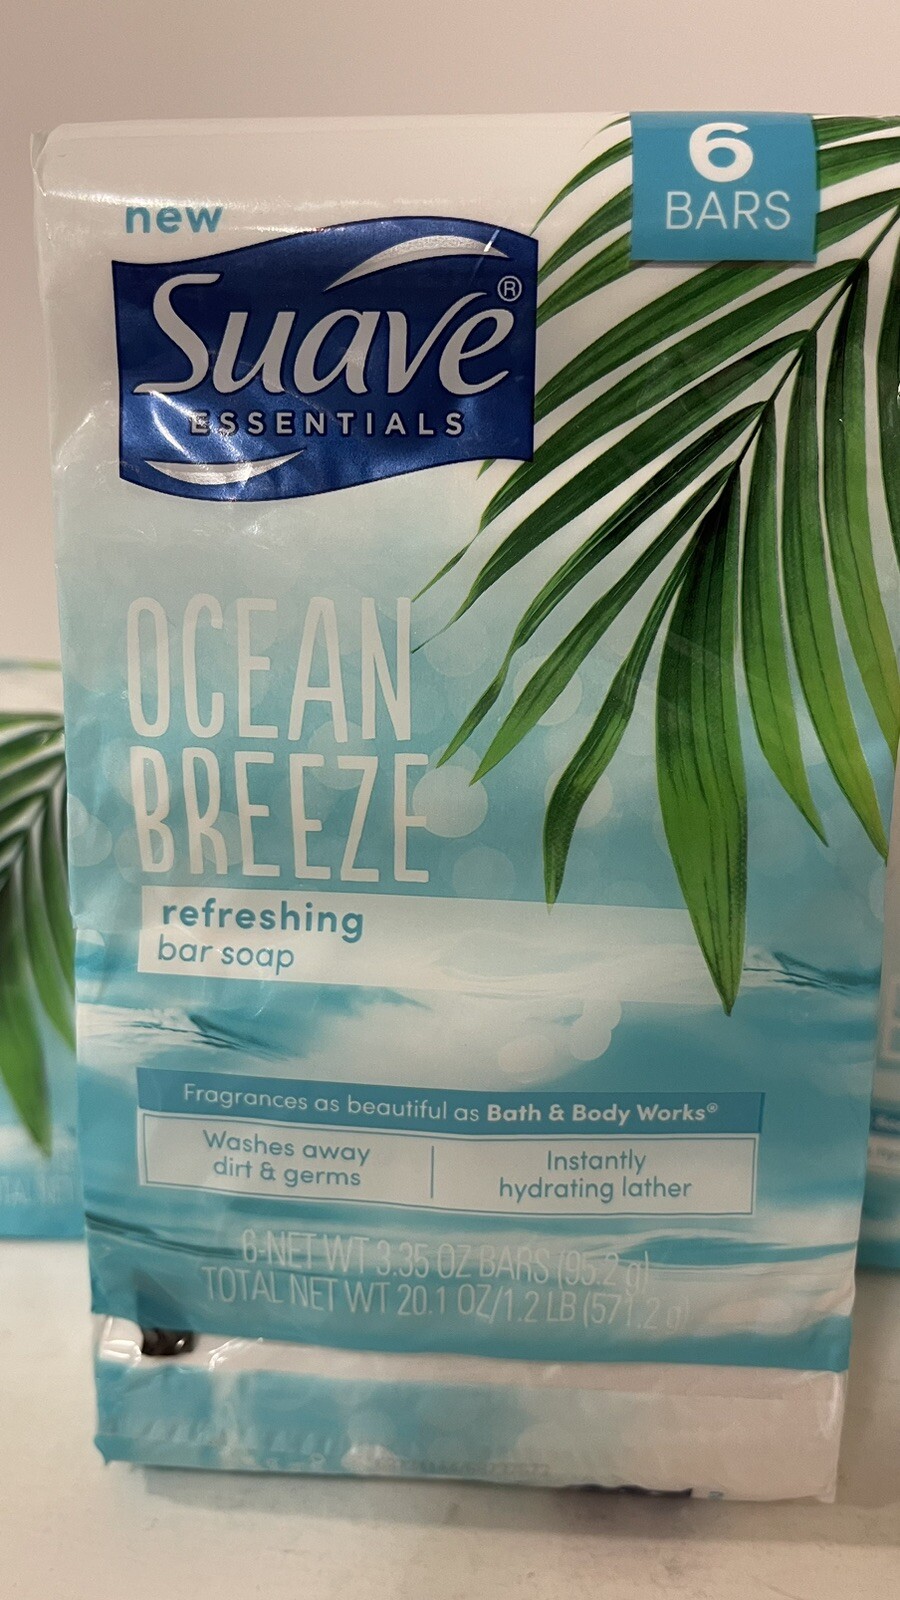 6
BARS
new
Suave®
ESSENTIALS
OCEAN
BREEZE
refreshing
bar soap
Fragrances as beautiful as Bath & Body Works®
Washes away
dirt & germs
Instantly
hydrating lather
6-NET WT 3.35 OZ BARS (95.2 g)
TOTAL NET WT 20.1 OZ/1.2 LB (571.2 g)